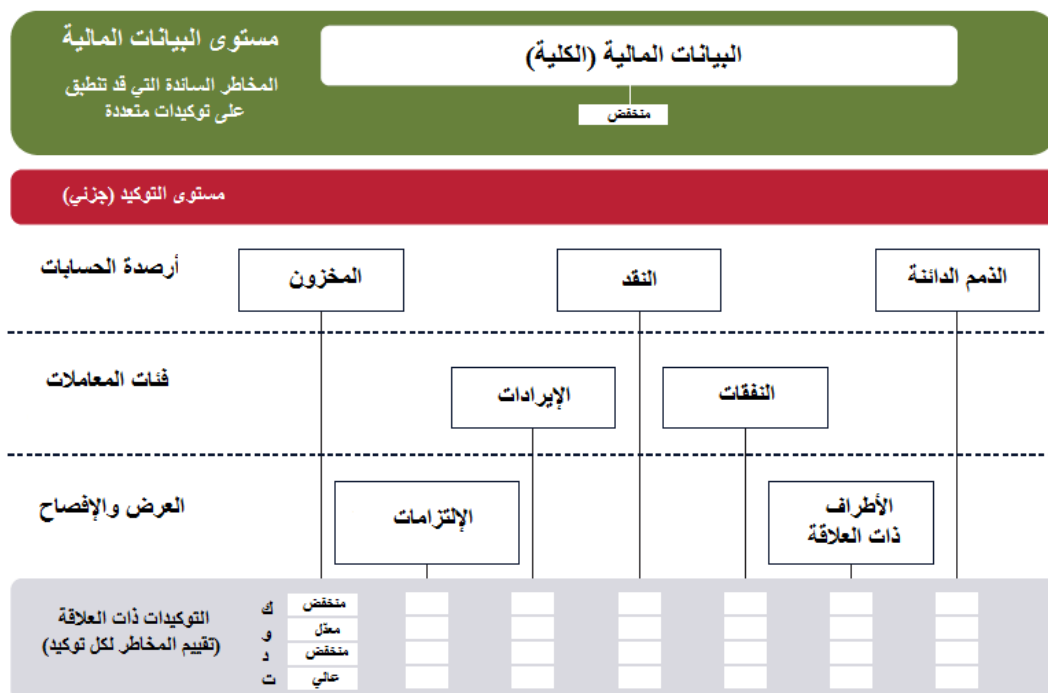 مستوى البيانات المالية
المخاطر السائدة التي قد تنطبق
على توكيدات متعددة
البيانات المالية (الكلية)
منخفض
مستوى التوكيد (جزئي)
أرصدة الحسابات
المخزون
النقد
الذمم الدائنة
فئات المعاملات
الإيرادات
النفقات
العرض والإفصاح
الإلتزامات
الأطراف
ذات العلاقة
التوكيدات ذات العلاقة
(تقييم المخاطر لكل توكيد)
ك منخفض
و معدّل
د منخفض
ت عالي